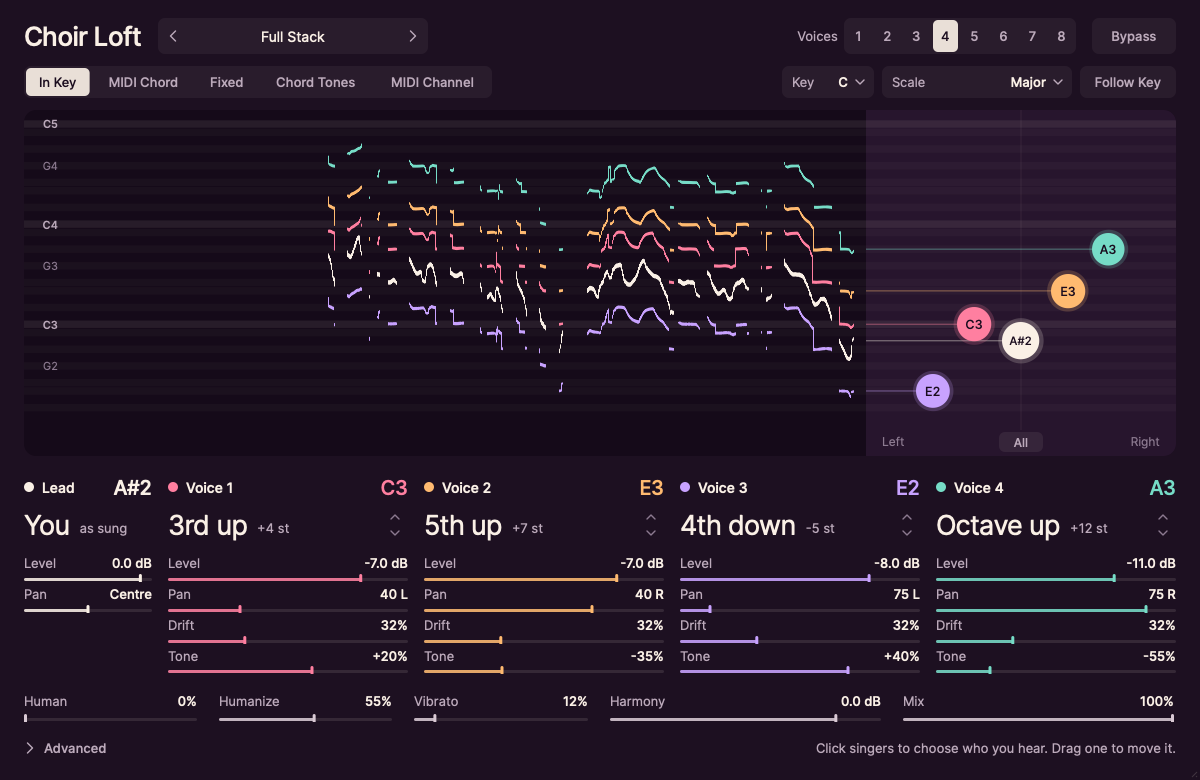 Choir Loft
Full Stack
Voices 1 2 3 4 5 6 7 8
Bypass
In Key MIDI Chord Fixed Chord Tones MIDI Channel
Key C
Scale Major
Follow Key
C5
G4
C4
G3
C3
G2
A3
E3
C3
A#2
E2
Left All Right
Lead A#2
You as sung
Level 0.0 dB
Pan Centre
Voice 1 C3
3rd up +4 st
Level -7.0 dB
Pan 40 L
Drift 32%
Tone +20%
Voice 2 E3
5th up +7 st
Level -7.0 dB
Pan 40 R
Drift 32%
Tone -35%
Voice 3 E2
4th down -5 st
Level -8.0 dB
Pan 75 L
Drift 32%
Tone +40%
Voice 4 A3
Octave up +12 st
Level -11.0 dB
Pan 75 R
Drift 32%
Tone -55%
Human 0%
Humanize 55%
Vibrato 12%
Harmony 0.0 dB
Mix 100%
Advanced
Click singers to choose who you hear. Drag one to move it.